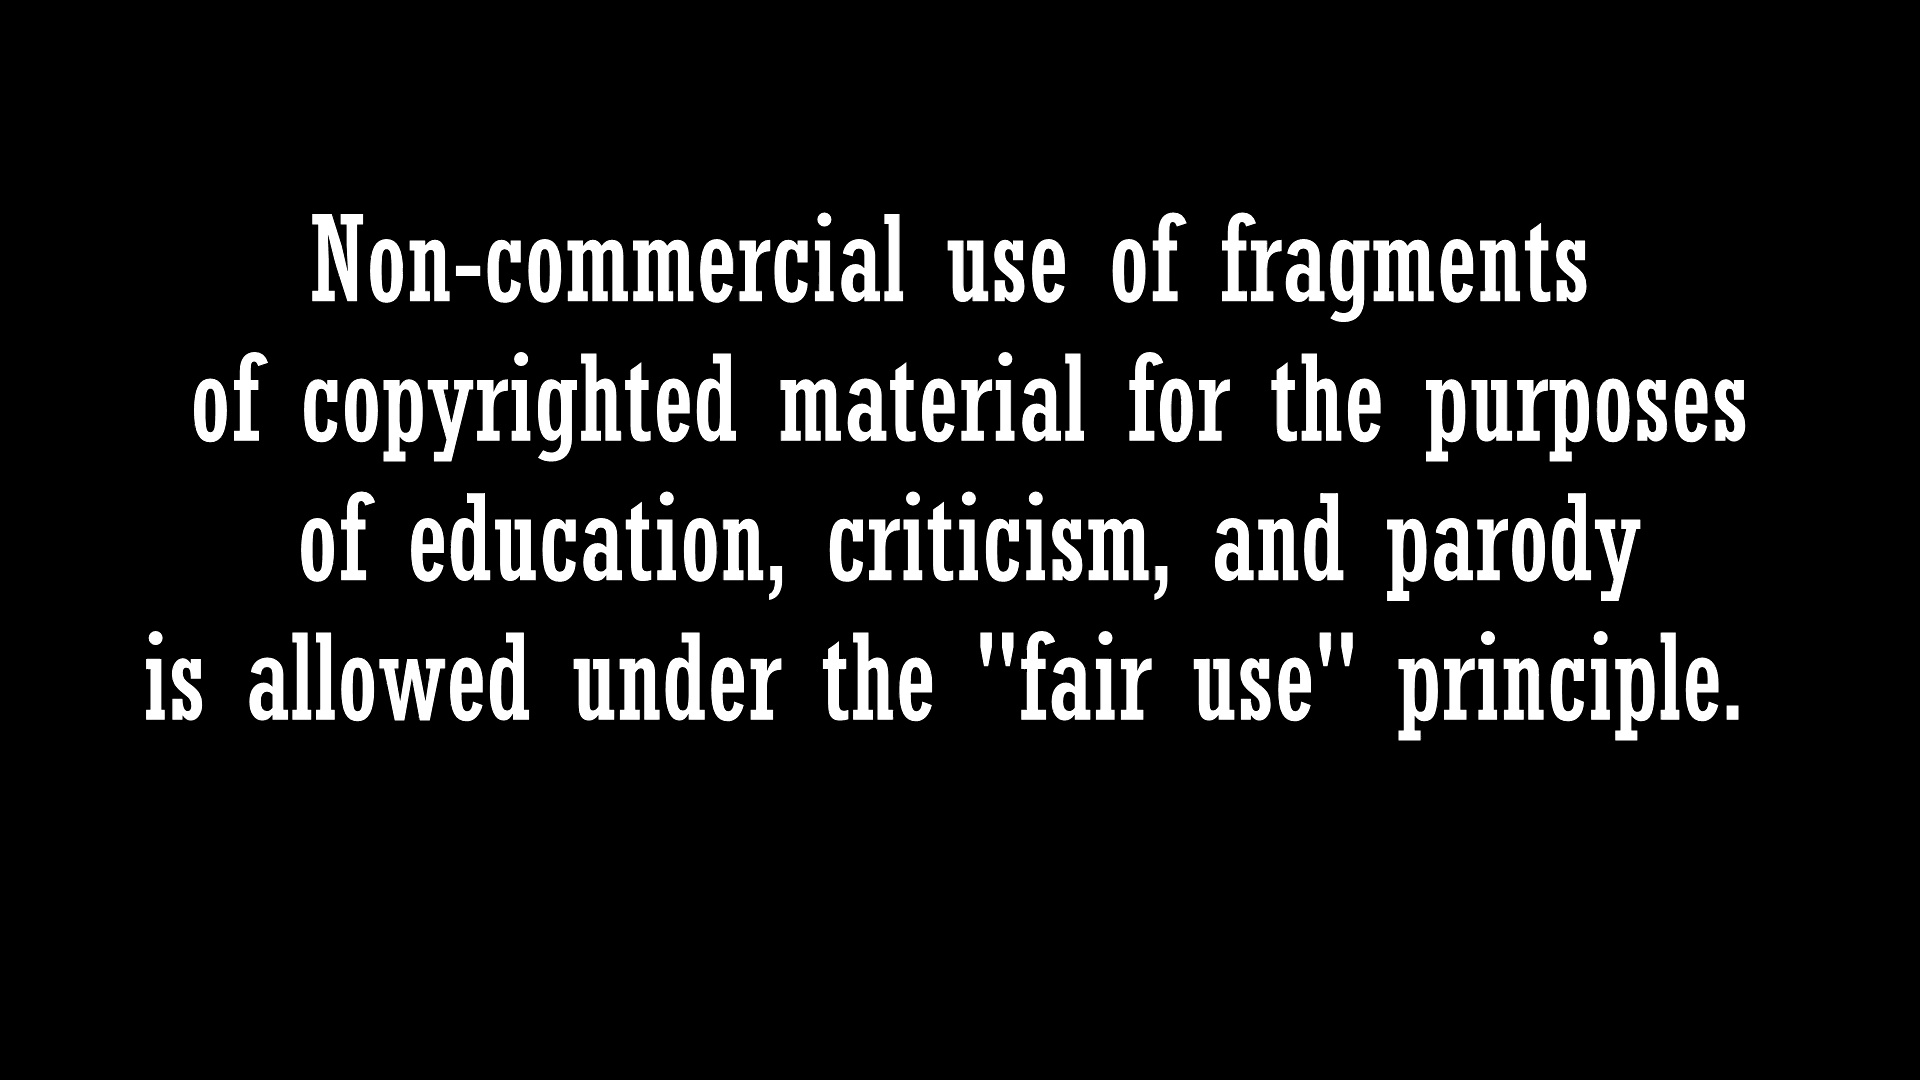 Non-commercial use of fragments
of copyrighted material for the purposes
of education, criticism, and parody
is allowed under the "fair use" principle.